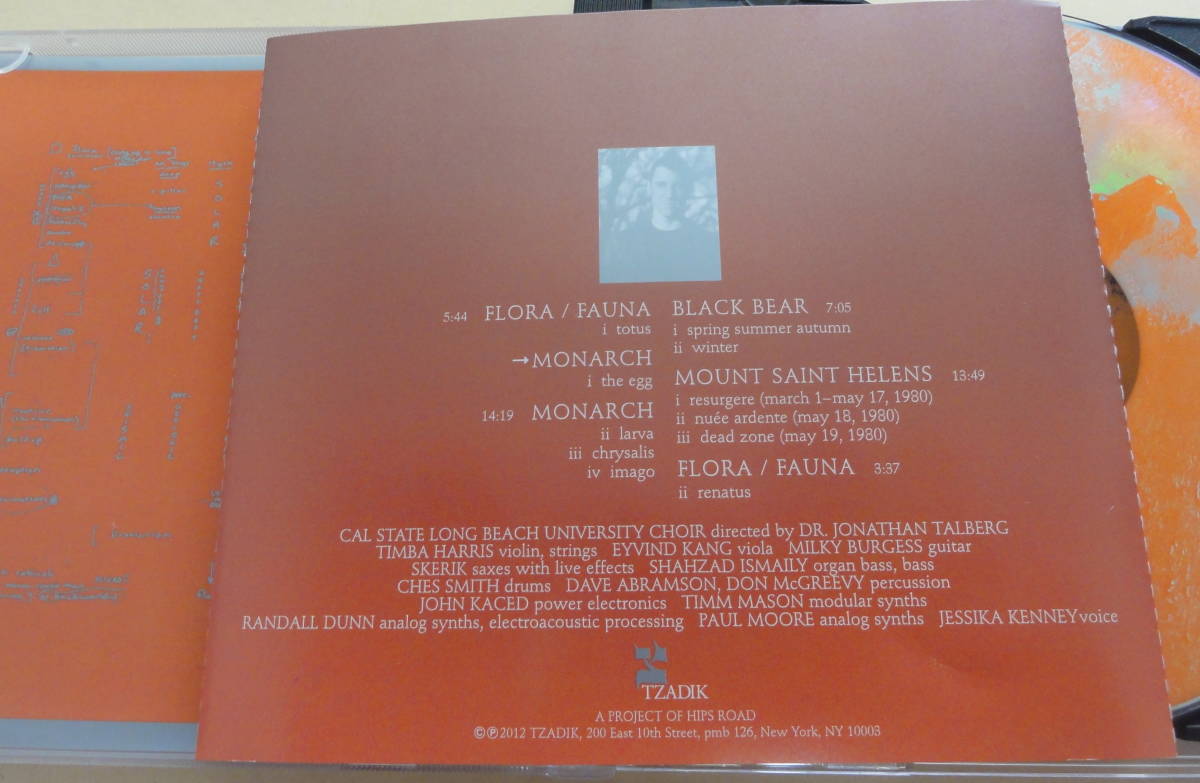 5:44 FLORA / FAUNA
i totus
→MONARCH
i the egg
14:19 MONARCH
ii larva
iii chrysalis
iv imago
BLACK BEAR 7:05
i spring summer autumn
ii winter
MOUNT SAINT HELENS 13:49
i resurgere (march 1–may 17, 1980)
ii nuée ardente (may 18, 1980)
iii dead zone (may 19, 1980)
FLORA / FAUNA 3:37
ii renatus
CAL STATE LONG BEACH UNIVERSITY CHOIR directed by DR. JONATHAN TALBERG
TIMBA HARRIS violin, strings EYVIND KANG viola MILKY BURGESS guitar
SKERIK saxes with live effects SHAHZAD ISMAILY organ bass, bass
CHES SMITH drums DAVE ABRAMSON, DON McGREEVY percussion
JOHN KACED power electronics TIMM MASON modular synths
RANDALL DUNN analog synths, electroacoustic processing PAUL MOORE analog synths JESSIKA KENNEY voice
TZADIK
A PROJECT OF HIPS ROAD
©℗2012 TZADIK, 200 East 10th Street, pmb 126, New York, NY 10003
SOLAR